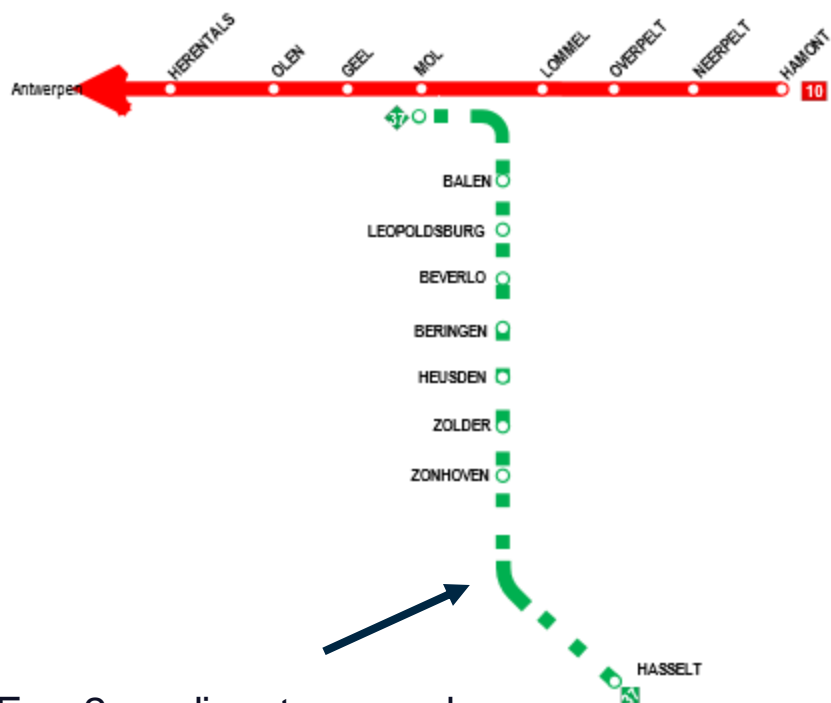 HERENTALS
OLEN
GEEL
MOL
LOMMEL
OVERPELT
NEERPELT
HAMONT
Antwerpen
10
37
BALEN
LEOPOLDSBURG
BEVERLO
BERINGEN
HEUSDEN
ZOLDER
ZONHOVEN
HASSELT